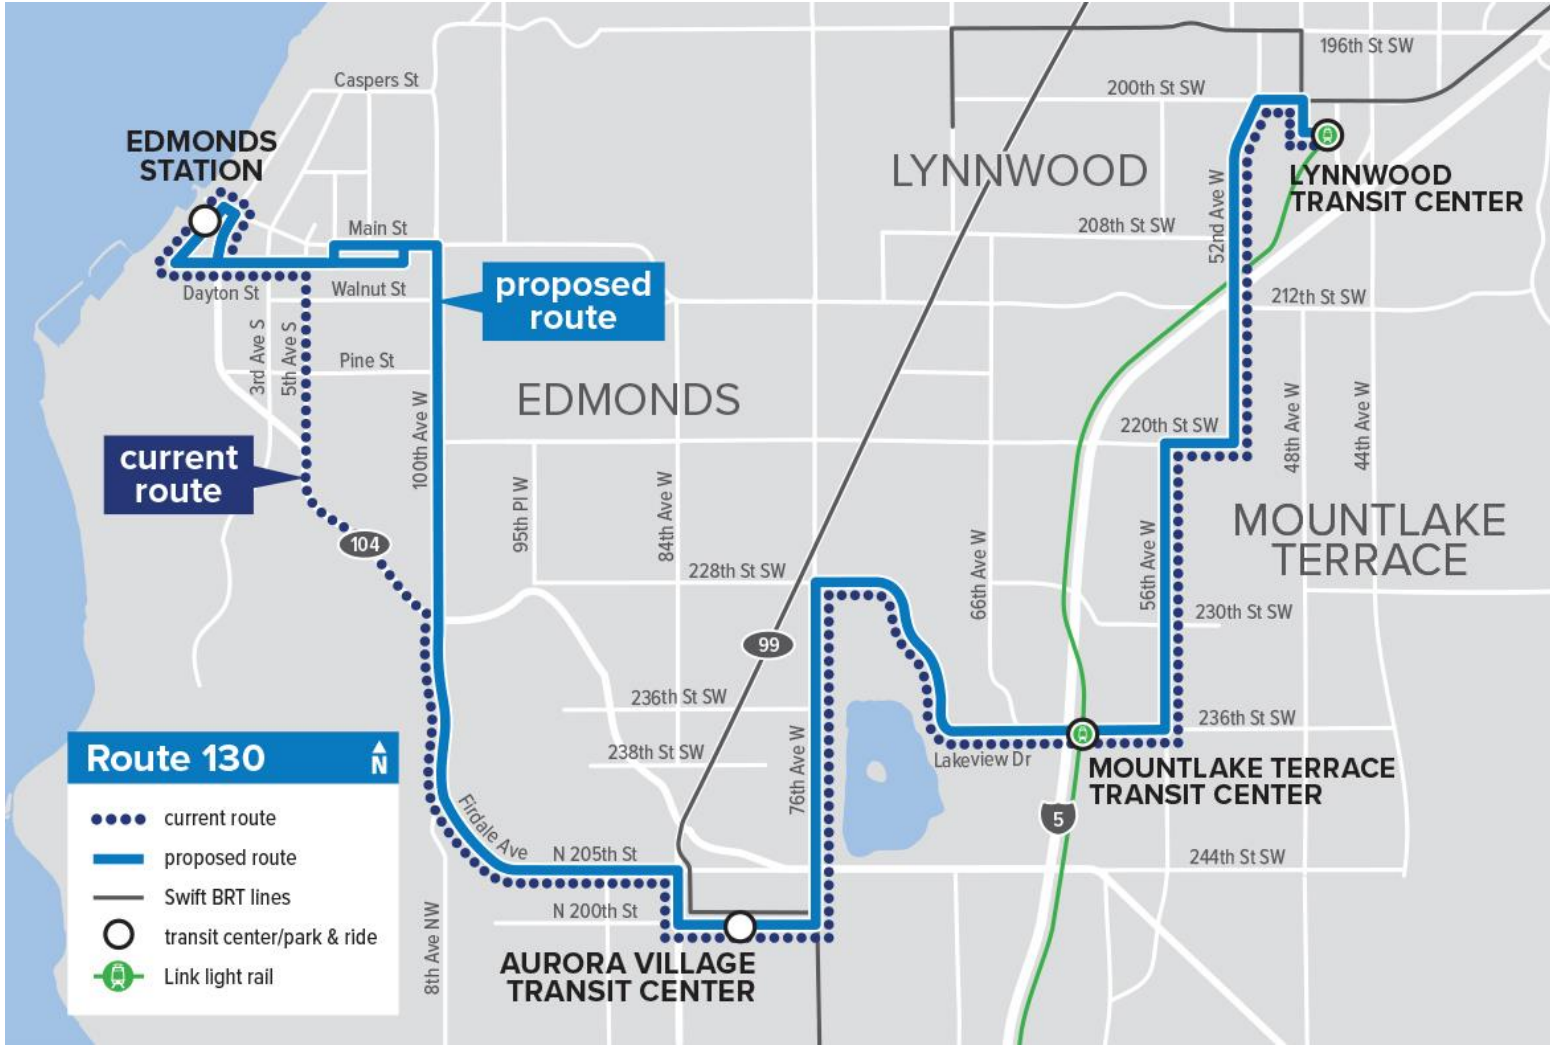 196th St SW
Caspers St
200th St SW
EDMONDS
STATION
LYNNWOOD
LYNNWOOD
TRANSIT CENTER
52nd Ave W
Main St
208th St SW
proposed
route
Dayton St
Walnut St
212th St SW
3rd Ave S
5th Ave S
Pine St
EDMONDS
100th Ave W
48th Ave W
44th Ave W
220th St SW
current
route
95th Pl W
84th Ave W
MOUNTLAKE
TERRACE
104
228th St SW
66th Ave W
56th Ave W
230th St SW
99
236th St SW
236th St SW
238th St SW
76th Ave W
Lakeview Dr
MOUNTLAKE TERRACE
TRANSIT CENTER
5
Firdale Ave
N 205th St
244th St SW
N 200th St
8th Ave NW
AURORA VILLAGE
TRANSIT CENTER
Route 130
N
current route
proposed route
Swift BRT lines
transit center/park & ride
Link light rail